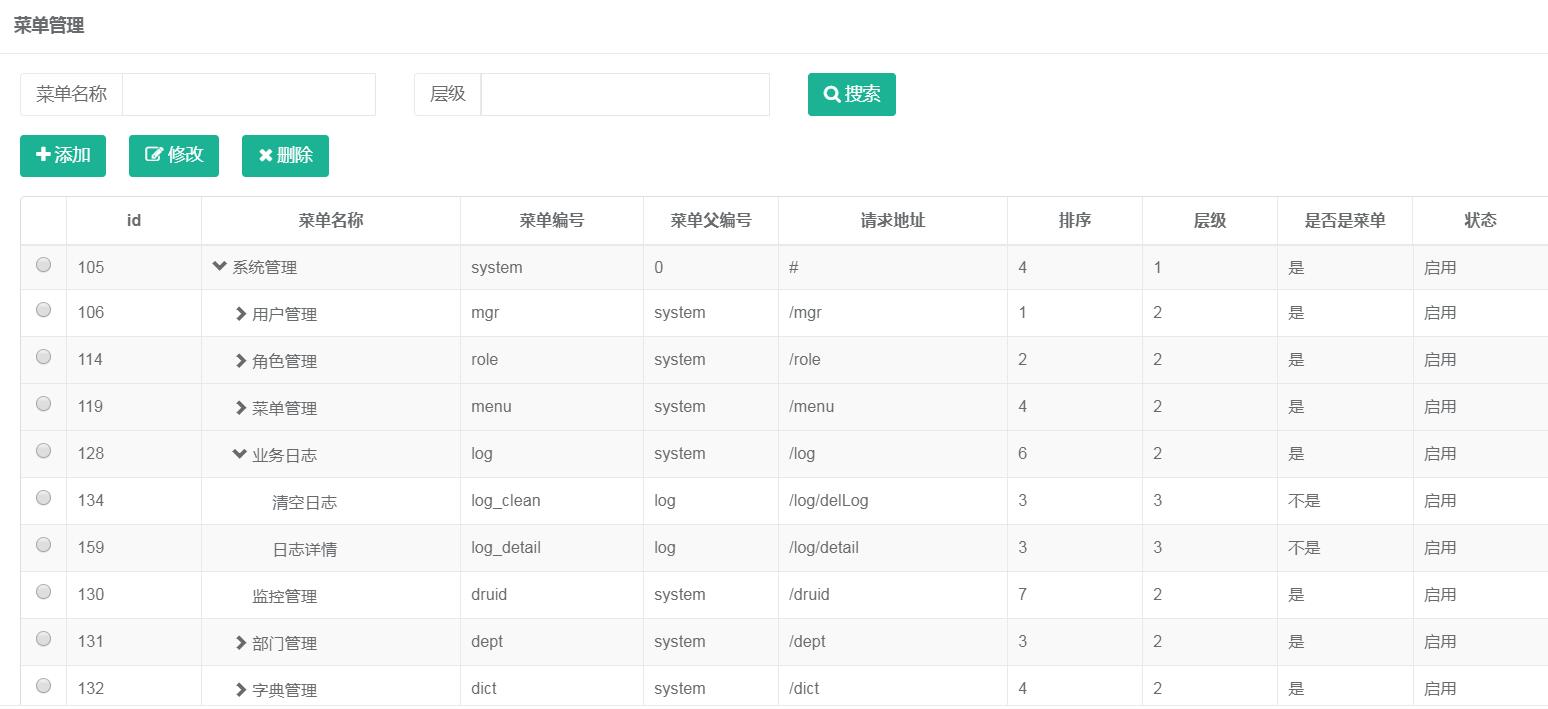 菜单管理
菜单名称 层级 搜索
添加 修改 删除
id 菜单名称 菜单编号 菜单父编号 请求地址 排序 层级 是否是菜单 状态
105 系统管理 system 0 # 4 1 是 启用
106 用户管理 mgr system /mgr 1 2 是 启用
114 角色管理 role system /role 2 2 是 启用
119 菜单管理 menu system /menu 4 2 是 启用
128 业务日志 log system /log 6 2 是 启用
134 清空日志 log_clean log /log/delLog 3 3 不是 启用
159 日志详情 log_detail log /log/detail 3 3 不是 启用
130 监控管理 druid system /druid 7 2 是 启用
131 部门管理 dept system /dept 3 2 是 启用
132 字典管理 dict system /dict 4 2 是 启用